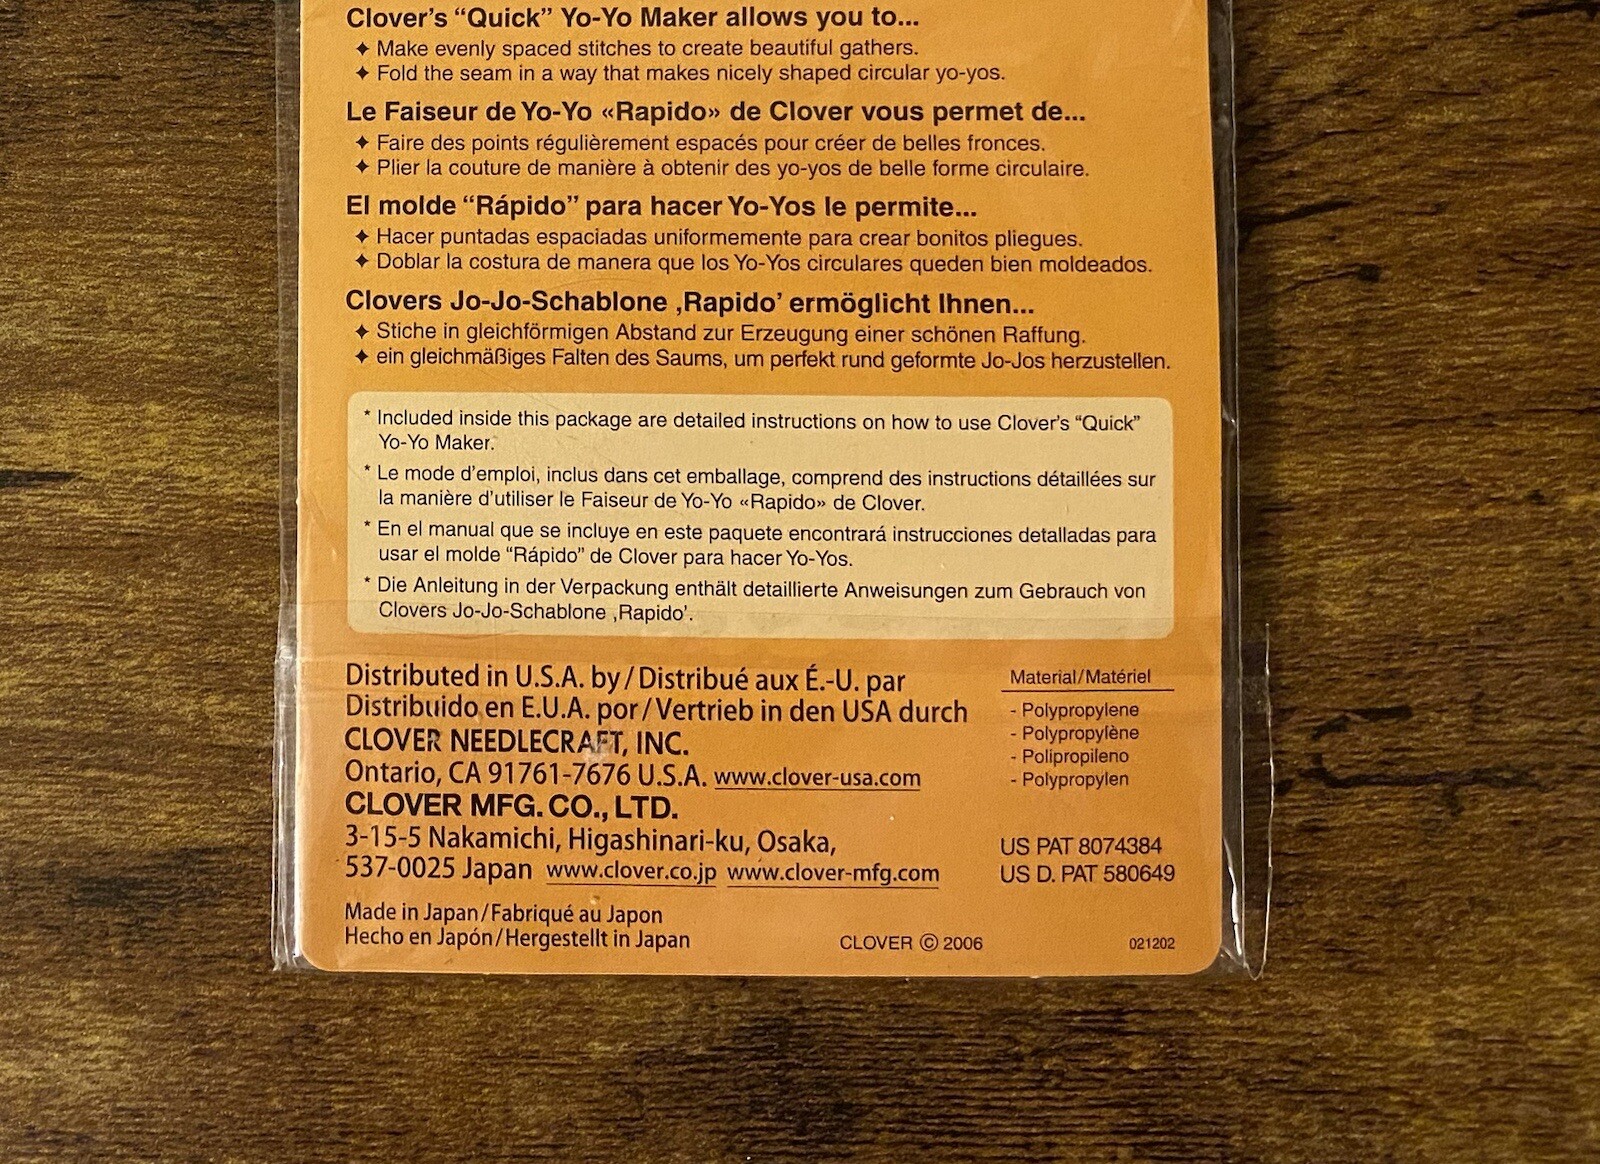 Clover's “Quick” Yo-Yo Maker allows you to...
✦ Make evenly spaced stitches to create beautiful gathers.
✦ Fold the seam in a way that makes nicely shaped circular yo-yos.
Le Faiseur de Yo-Yo «Rapido» de Clover vous permet de...
✦ Faire des points régulièrement espacés pour créer de belles fronces.
✦ Plier la couture de manière à obtenir des yo-yos de belle forme circulaire.
El molde “Rápido” para hacer Yo-Yos le permite...
✦ Hacer puntadas espaciadas uniformemente para crear bonitos pliegues.
✦ Doblar la costura de manera que los Yo-Yos circulares queden bien moldeados.
Clovers Jo-Jo-Schablone ‚Rapido’ ermöglicht Ihnen...
✦ Stiche in gleichförmigen Abstand zur Erzeugung einer schönen Raffung.
✦ ein gleichmäßiges Falten des Saums, um perfekt rund geformte Jo-Jos herzustellen.
* Included inside this package are detailed instructions on how to use Clover's “Quick”
Yo-Yo Maker.
* Le mode d'emploi, inclus dans cet emballage, comprend des instructions détaillées sur
la manière d'utiliser le Faiseur de Yo-Yo «Rapido» de Clover.
* En el manual que se incluye en este paquete encontrará instrucciones detalladas para
usar el molde “Rápido” de Clover para hacer Yo-Yos.
* Die Anleitung in der Verpackung enthält detaillierte Anweisungen zum Gebrauch von
Clovers Jo-Jo-Schablone ‚Rapido’.
Distributed in U.S.A. by / Distribué aux É.-U. par
Distribuido en E.U.A. por / Vertrieb in den USA durch
CLOVER NEEDLECRAFT, INC.
Ontario, CA 91761-7676 U.S.A. www.clover-usa.com
CLOVER MFG. CO., LTD.
3-15-5 Nakamichi, Higashinari-ku, Osaka,
537-0025 Japan www.clover.co.jp www.clover-mfg.com
Made in Japan / Fabriqué au Japon
Hecho en Japón / Hergestellt in Japan
Material/Matériel
- Polypropylene
- Polypropylène
- Polipropileno
- Polypropylen
US PAT 8074384
US D. PAT 580649
CLOVER © 2006
021202